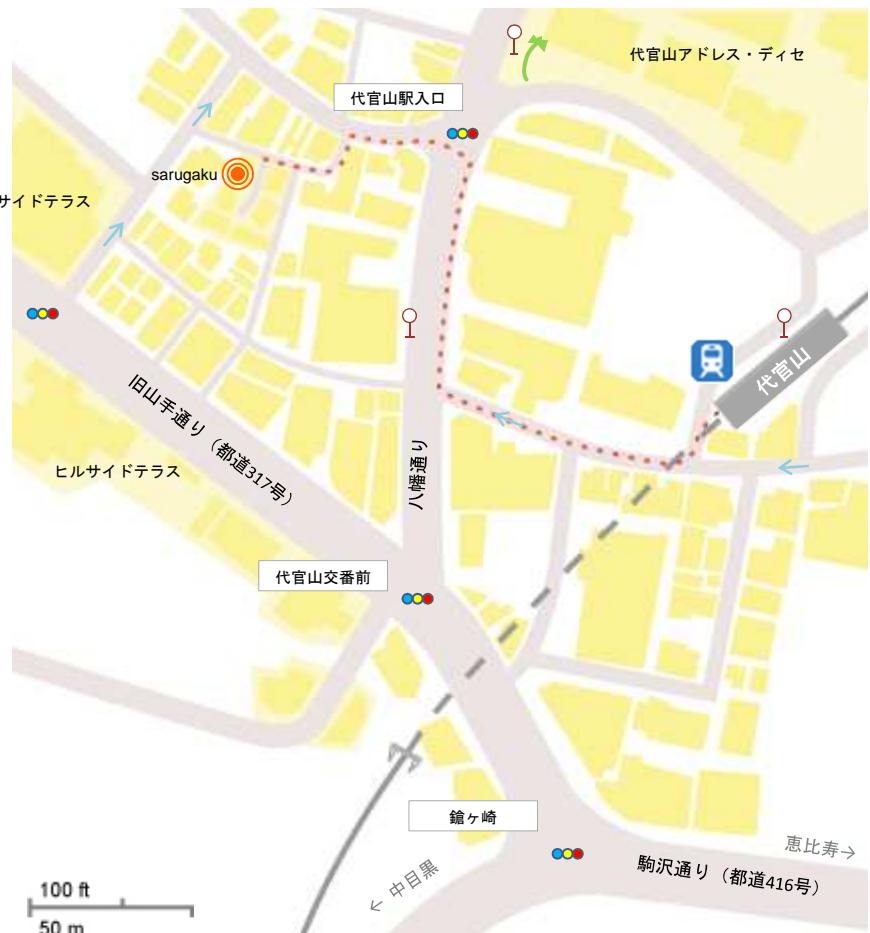 代官山アドレス・ディセ
代官山駅入口
sarugaku
サイドテラス
代官山
旧山手通り（都道317号）
八幡通り
ヒルサイドテラス
代官山交番前
鎗ヶ崎
恵比寿→
駒沢通り（都道416号）
← 中目黒
100 ft
50 m